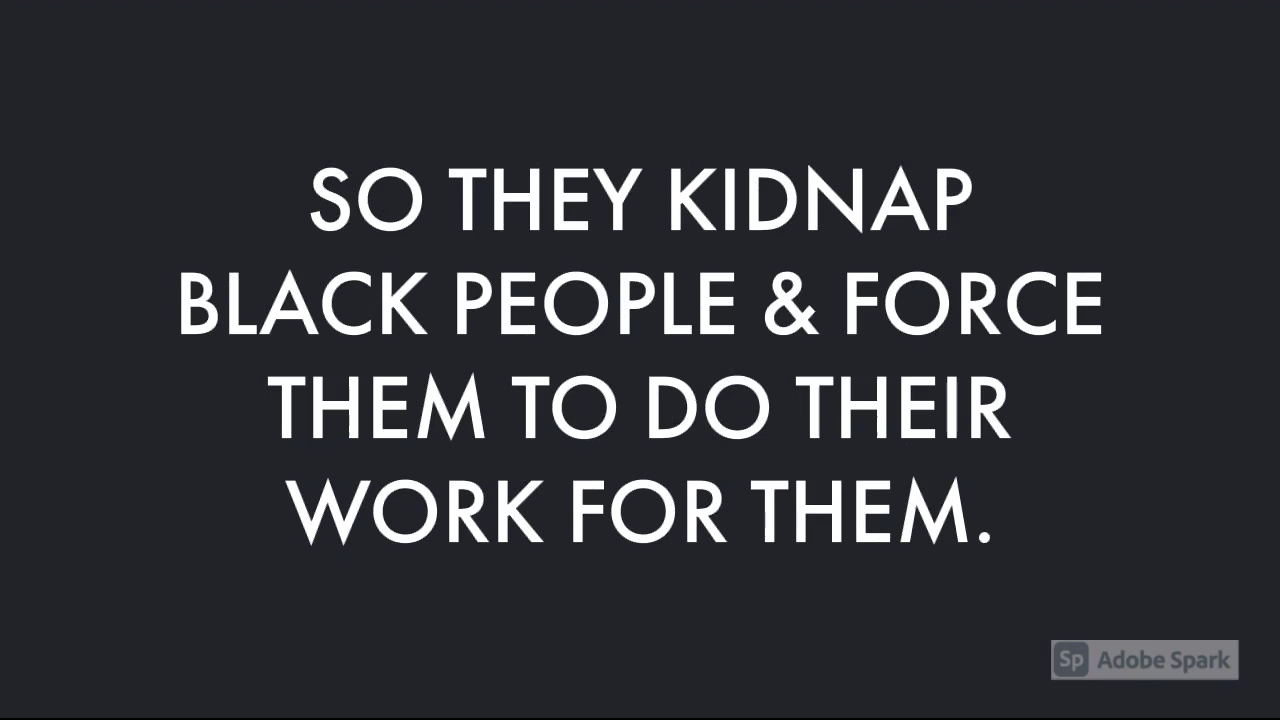 SO THEY KIDNAP
BLACK PEOPLE & FORCE
THEM TO DO THEIR
WORK FOR THEM.
Sp Adobe Spark